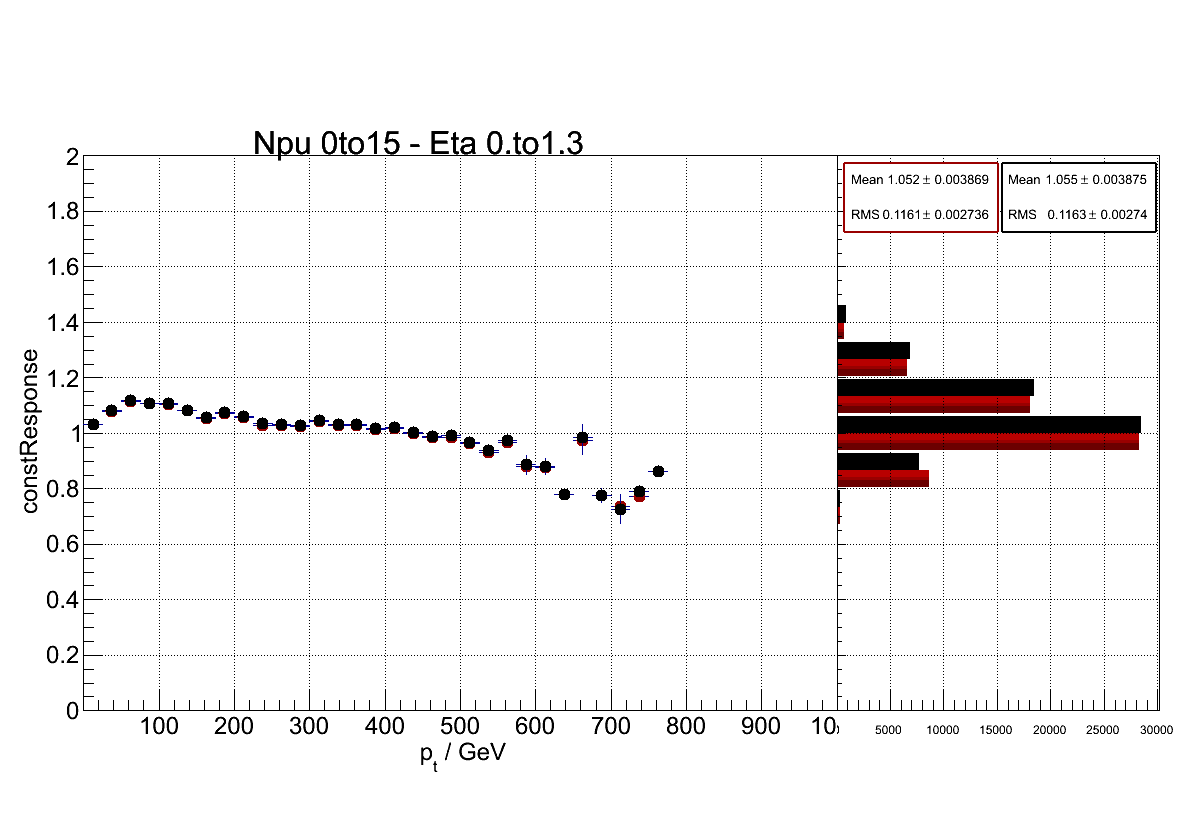 Npu 0to15 - Eta 0.to1.3
2
1.8
1.6
1.4
1.2
1
0.8
0.6
0.4
0.2
0
constResponse
100 200 300 400 500 600 700 800 900 10
p_t / GeV
Mean 1.052 ± 0.003869
RMS 0.1161 ± 0.002736
Mean 1.055 ± 0.003875
RMS 0.1163 ± 0.00274
5000 10000 15000 20000 25000 30000